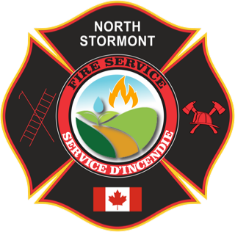 NORTH
STORMONT
FIRE SERVICE
SERVICE D'INCENDIE